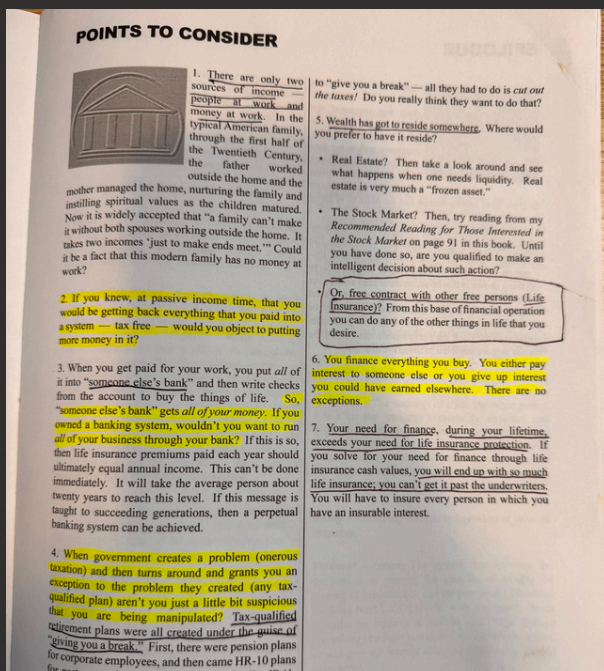 POINTS TO CONSIDER
1. There are only two
sources of income —
people at work and
money at work. In the
typical American family,
through the first half of
the Twentieth Century,
the father worked
outside the home and the
mother managed the home, nurturing the family and
instilling spiritual values as the children matured.
Now it is widely accepted that "a family can't make
it without both spouses working outside the home. It
takes two incomes 'just to make ends meet.'" Could
it be a fact that this modern family has no money at
work?
2. If you knew, at passive income time, that you
would be getting back everything that you paid into
a system — tax free — would you object to putting
more money in it?
3. When you get paid for your work, you put all of
it into "someone else's bank" and then write checks
from the account to buy the things of life. So,
"someone else's bank" gets all of your money. If you
owned a banking system, wouldn't you want to run
all of your business through your bank? If this is so,
then life insurance premiums paid each year should
ultimately equal annual income. This can't be done
immediately. It will take the average person about
twenty years to reach this level. If this message is
taught to succeeding generations, then a perpetual
banking system can be achieved.
4. When government creates a problem (onerous
taxation) and then turns around and grants you an
exception to the problem they created (any tax-
qualified plan) aren't you just a little bit suspicious
that you are being manipulated? Tax-qualified
retirement plans were all created under the guise of
"giving you a break." First, there were pension plans
for corporate employees, and then came HR-10 plans
to "give you a break" — all they had to do is cut out
the taxes! Do you really think they want to do that?
5. Wealth has got to reside somewhere. Where would
you prefer to have it reside?
• Real Estate? Then take a look around and see
what happens when one needs liquidity. Real
estate is very much a "frozen asset."
• The Stock Market? Then, try reading from my
Recommended Reading for Those Interested in
the Stock Market on page 91 in this book. Until
you have done so, are you qualified to make an
intelligent decision about such action?
• Or, free contract with other free persons (Life
Insurance)? From this base of financial operation
you can do any of the other things in life that you
desire.
6. You finance everything you buy. You either pay
interest to someone else or you give up interest
you could have earned elsewhere. There are no
exceptions.
7. Your need for finance, during your lifetime,
exceeds your need for life insurance protection. If
you solve for your need for finance through life
insurance cash values, you will end up with so much
life insurance; you can't get it past the underwriters.
You will have to insure every person in which you
have an insurable interest.